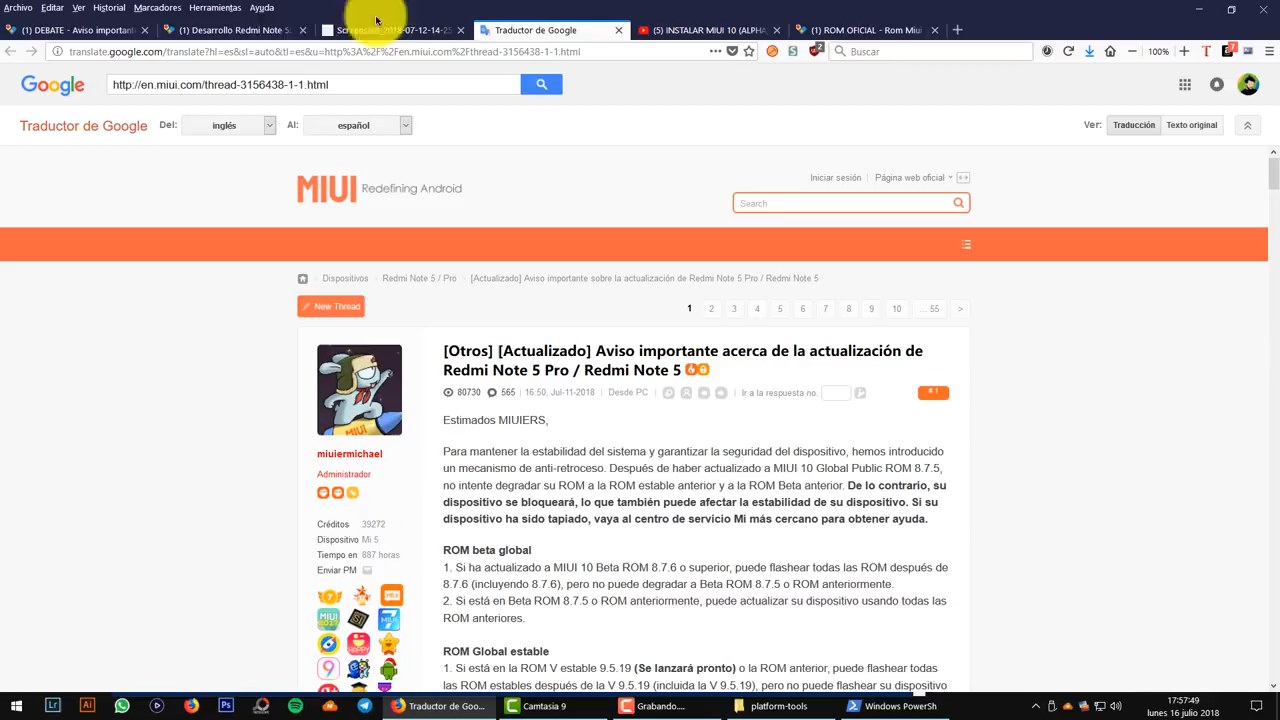 Archivo Editar Ver Historial Marcadores Herramientas Ayuda
(1) DEBATE - Aviso importante
(1) Desarrollo Redmi Note 5
Screenshot_2018-07-12-14-25
Traductor de Google
(5) INSTALAR MIUI 10 (ALPHA
(1) ROM OFICIAL - Rom Miui
translate.google.com/translate?hl=es&sl=auto&tl=es&u=http%3A%2F%2Fen.miui.com%2Fthread-3156438-1-1.html
2
Buscar
100%
7
Google
http://en.miui.com/thread-3156438-1-1.html
Traductor de Google Del: inglés Al: español Ver: Traducción Texto original
MIUI Redefining Android
Iniciar sesión Página web oficial
Search
Dispositivos Redmi Note 5 / Pro [Actualizado] Aviso importante sobre la actualización de Redmi Note 5 Pro / Redmi Note 5
New Thread
1 2 3 4 5 6 7 8 9 10 ... 55 >
[Otros] [Actualizado] Aviso importante acerca de la actualización de
Redmi Note 5 Pro / Redmi Note 5
80730 565 16:50, Jul-11-2018 Desde PC Ir a la respuesta no. # 1
miuiermichael
Administrador
Créditos 39272
Dispositivo Mi 5
Tiempo en 887 horas
Enviar PM
Estimados MIUIERS,
Para mantener la estabilidad del sistema y garantizar la seguridad del dispositivo, hemos introducido
un mecanismo de anti-retroceso. Después de haber actualizado a MIUI 10 Global Public ROM 8.7.5,
no intente degradar su ROM a la ROM estable anterior y a la ROM Beta anterior. De lo contrario, su
dispositivo se bloqueará, lo que también puede afectar la estabilidad de su dispositivo. Si su
dispositivo ha sido tapiado, vaya al centro de servicio Mi más cercano para obtener ayuda.
ROM beta global
1. Si ha actualizado a MIUI 10 Beta ROM 8.7.6 o superior, puede flashear todas las ROM después de
8.7.6 (incluyendo 8.7.6), pero no puede degradar a Beta ROM 8.7.5 o ROM anteriormente.
2. Si está en Beta ROM 8.7.5 o ROM anteriormente, puede actualizar su dispositivo usando todas las
ROM anteriores.
ROM Global estable
1. Si está en la ROM V estable 9.5.19 (Se lanzará pronto) o la ROM anterior, puede flashear todas
las ROM estables después de la V 9.5.19 (incluida la V 9.5.19), pero no puede flashear su dispositivo
Traductor de Goo...
Camtasia 9
Grabando....
platform-tools
Windows PowerSh
17:57:49
lunes
16 julio 2018